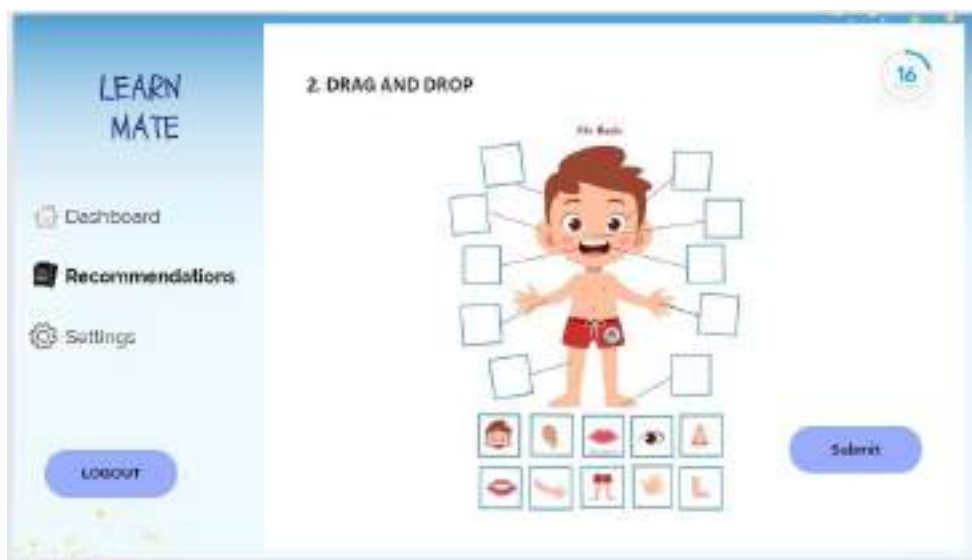 LEARN
MATE
Dashboard
Recommendations
Settings
LOGOUT
2. DRAG AND DROP
16
Submit